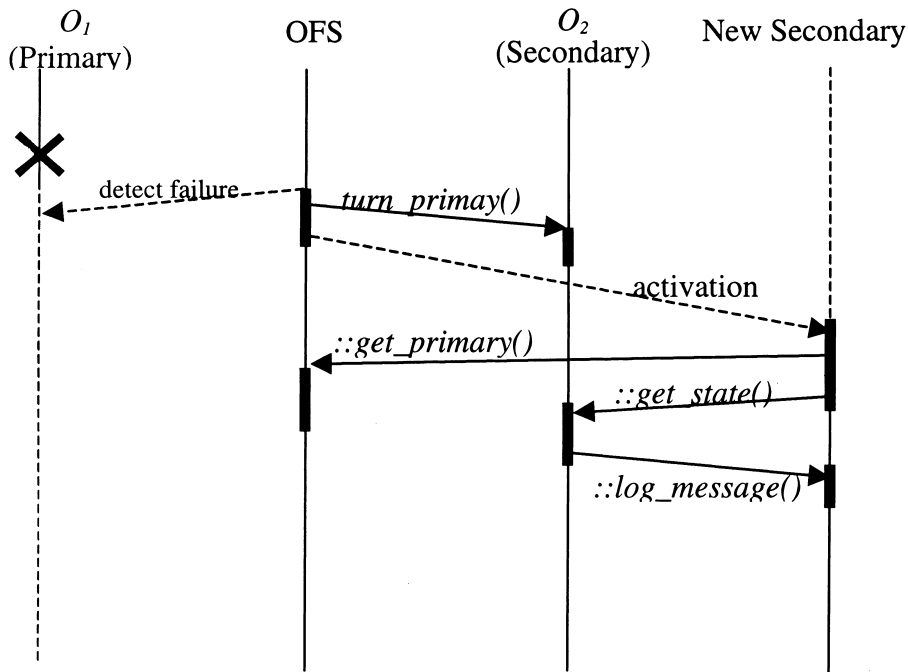 O₁
(Primary)
OFS
O₂
(Secondary)
New Secondary
detect failure
turn_primay()
activation
::get_primary()
::get_state()
::log_message()